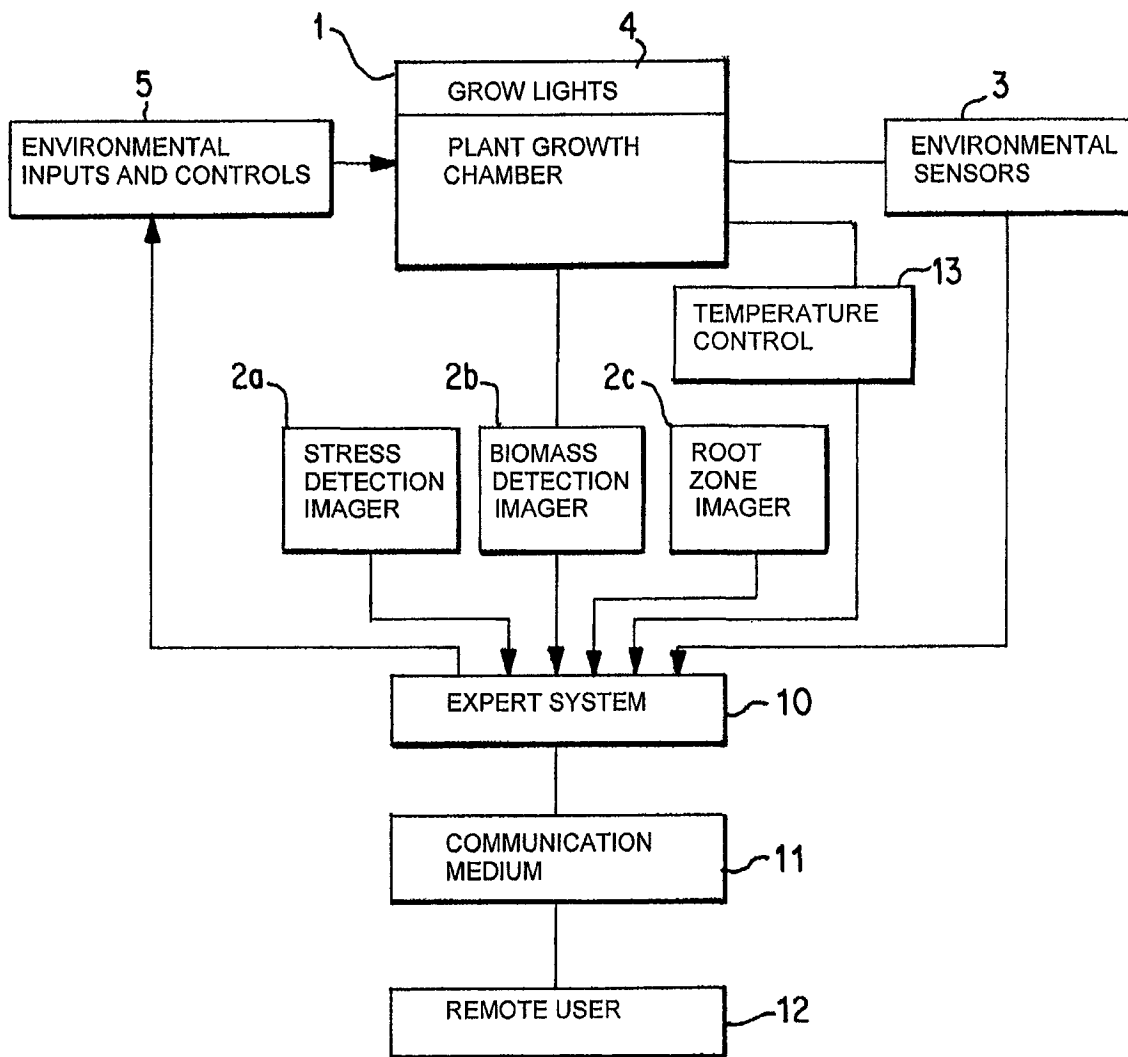 1
4
5
3
GROW LIGHTS
ENVIRONMENTAL
INPUTS AND CONTROLS
PLANT GROWTH
CHAMBER
ENVIRONMENTAL
SENSORS
13
TEMPERATURE
CONTROL
2a
2b
2c
STRESS
DETECTION
IMAGER
BIOMASS
DETECTION
IMAGER
ROOT
ZONE
IMAGER
EXPERT SYSTEM
10
COMMUNICATION
MEDIUM
11
REMOTE USER
12